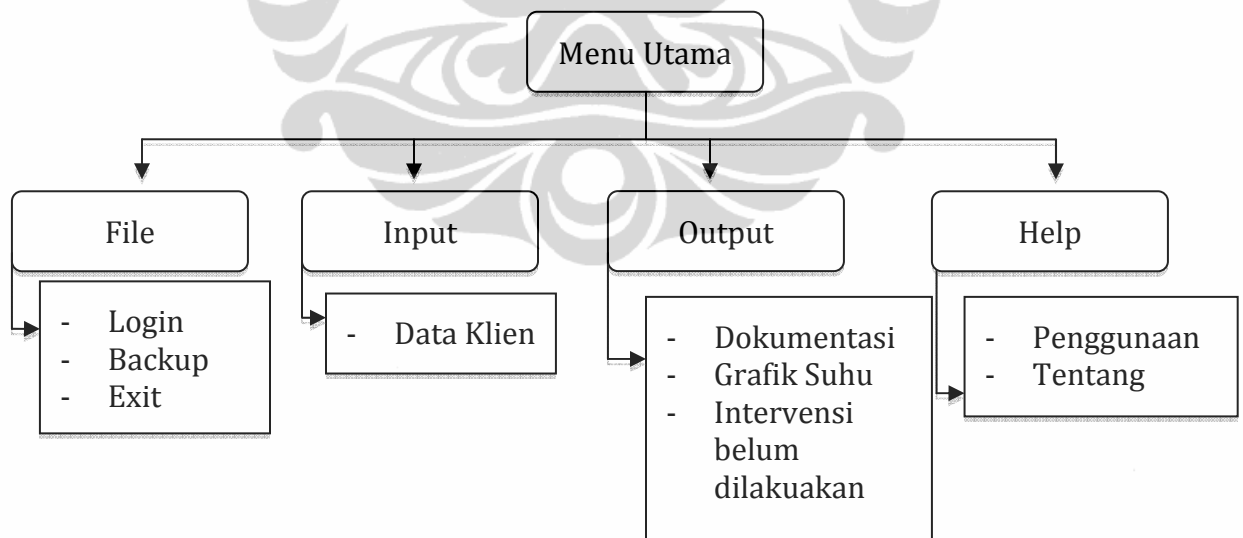 Menu Utama
File
Input
Output
Help
- Login
- Backup
- Exit
- Data Klien
- Dokumentasi
- Grafik Suhu
- Intervensi
belum
dilakuakan
- Penggunaan
- Tentang